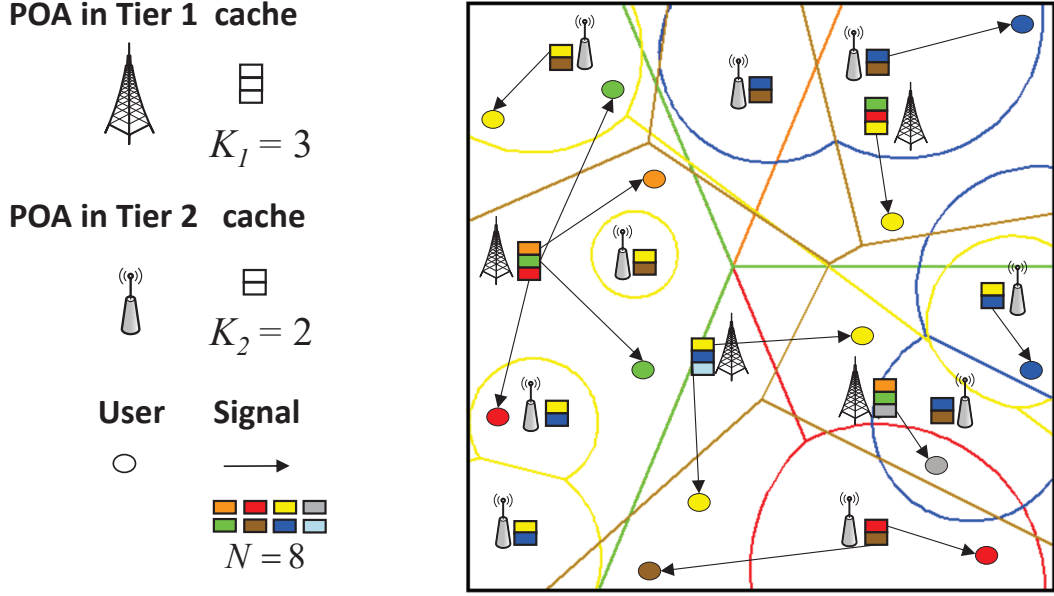 POA in Tier 1 cache
K1 = 3
POA in Tier 2 cache
K2 = 2
User Signal
N = 8